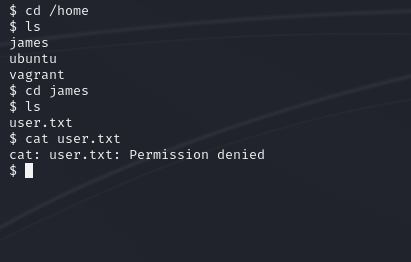 $ cd /home
$ ls
james
ubuntu
vagrant
$ cd james
$ ls
user.txt
$ cat user.txt
cat: user.txt: Permission denied
$